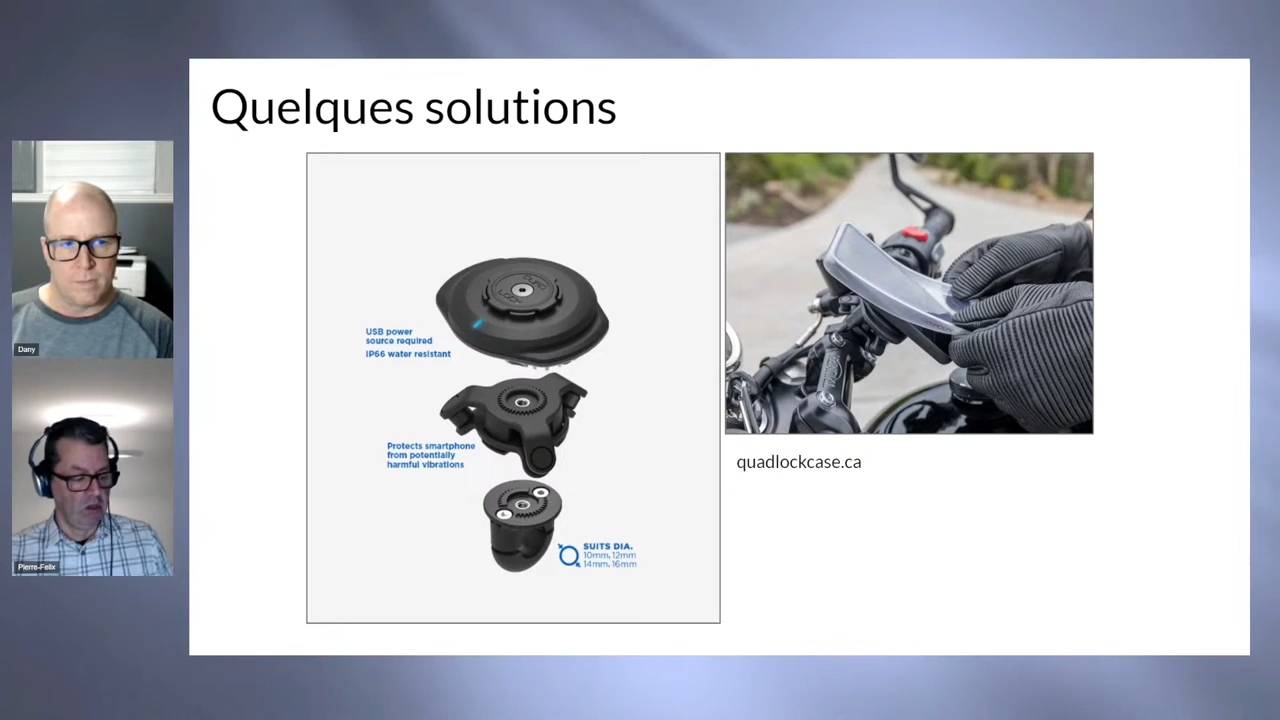 Quelques solutions
USB power
source required
IP66 water resistant
Protects smartphone
from potentially
harmful vibrations
SUITS DIA.
10mm, 12mm
14mm, 16mm
quadlockcase.ca
Dany
Pierre-Felix